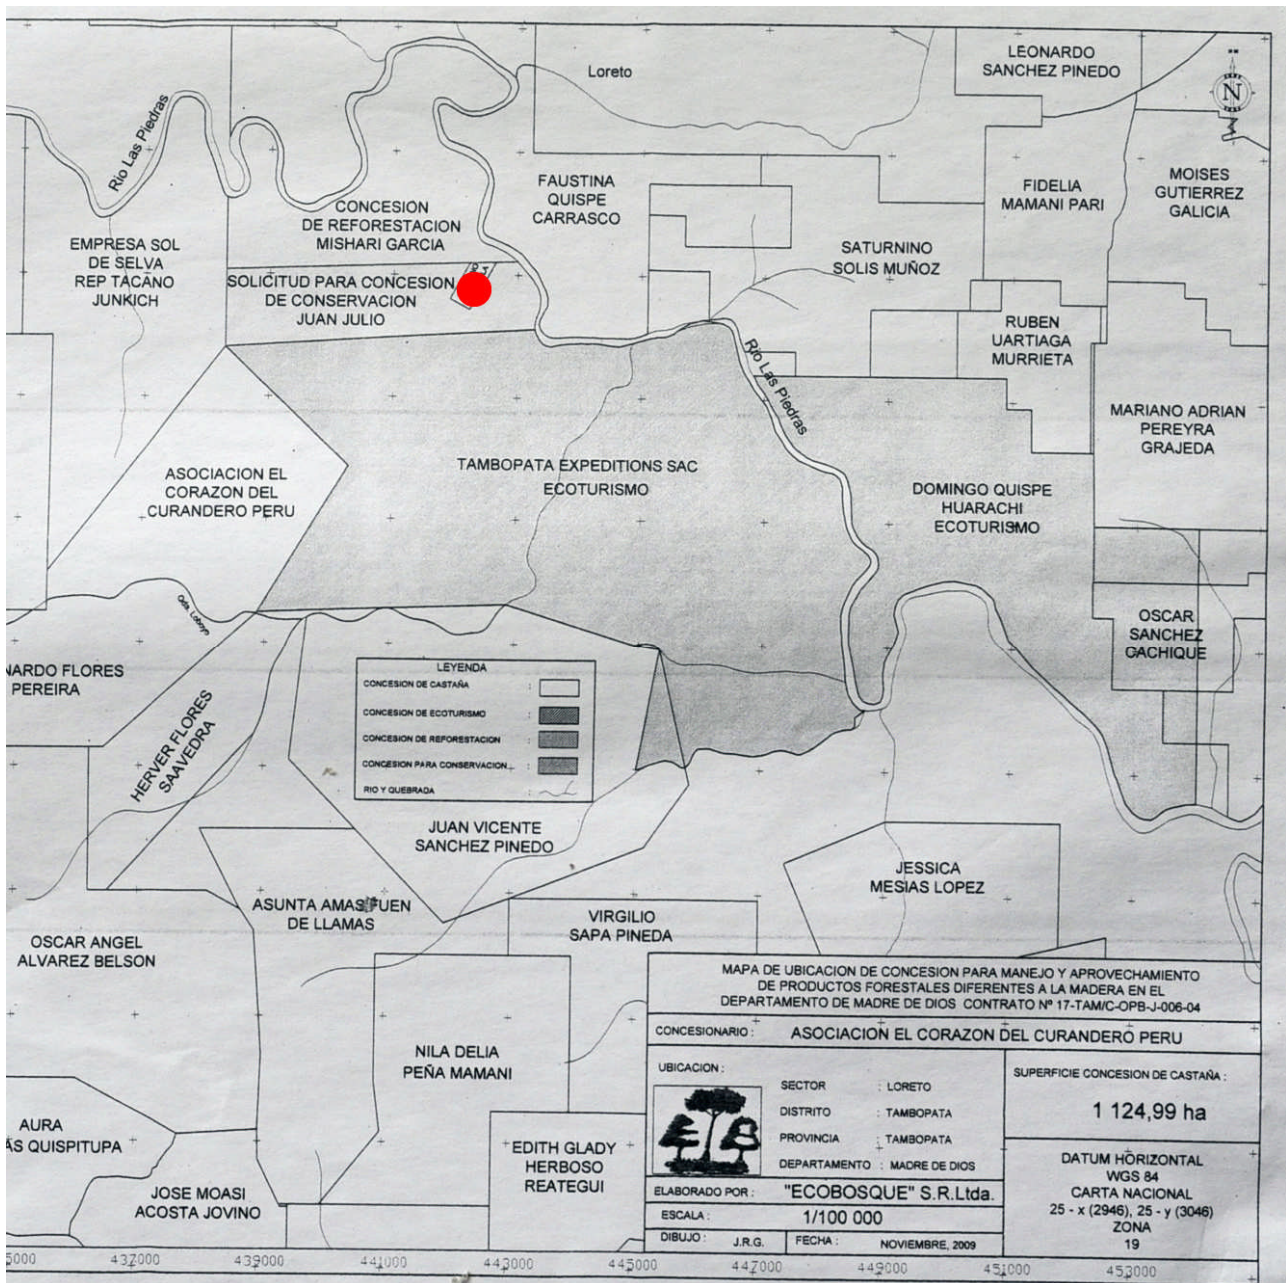 Loreto
LEONARDO
SANCHEZ PINEDO
N
Rio Las Piedras
CONCESION
DE REFORESTACION
MISHARI GARCIA
FAUSTINA
QUISPE
CARRASCO
FIDELIA
MAMANI PARI
MOISES
GUTIERREZ
GALICIA
EMPRESA SOL
DE SELVA
REP TACANO
JUNKICH
SOLICITUD PARA CONCESION
DE CONSERVACION
JUAN JULIO
SATURNINO
SOLIS MUÑOZ
RUBEN
UARTIAGA
MURRIETA
Rio Las Piedras
MARIANO ADRIAN
PEREYRA
GRAJEDA
ASOCIACION EL
CORAZON DEL
CURANDERO PERU
TAMBOPATA EXPEDITIONS SAC
ECOTURISMO
DOMINGO QUISPE
HUARACHI
ECOTURISMO
Qda. Loboyo
OSCAR
SANCHEZ
CACHIQUE
NARDO FLORES
PEREIRA
HERVER FLORES
SAAVEDRA
LEYENDA
CONCESION DE CASTAÑA :
CONCESION DE ECOTURISMO :
CONCESION DE REFORESTACION :
CONCESION PARA CONSERVACION :
RIO Y QUEBRADA :
JUAN VICENTE
SANCHEZ PINEDO
JESSICA
MESIAS LOPEZ
ASUNTA
DE LLAMAS
VIRGILIO
SAPA PINEDA
OSCAR ANGEL
ALVAREZ BELSON
NILA DELIA
PEÑA MAMANI
AURA
ÁS QUISPITUPA
EDITH GLADY
HERBOSO
REATEGUI
JOSE MOASI
ACOSTA JOVINO
MAPA DE UBICACION DE CONCESION PARA MANEJO Y APROVECHAMIENTO
DE PRODUCTOS FORESTALES DIFERENTES A LA MADERA EN EL
DEPARTAMENTO DE MADRE DE DIOS CONTRATO Nº 17-TAM/C-OPB-J-006-04
CONCESIONARIO : ASOCIACION EL CORAZON DEL CURANDERO PERU
UBICACION :
SECTOR : LORETO
DISTRITO : TAMBOPATA
PROVINCIA : TAMBOPATA
DEPARTAMENTO : MADRE DE DIOS
SUPERFICIE CONCESION DE CASTAÑA :
1 124,99 ha
ELABORADO POR : "ECOBOSQUE" S.R.Ltda.
ESCALA : 1/100 000
DIBUJO : J.R.G. FECHA : NOVIEMBRE, 2009
DATUM HORIZONTAL
WGS 84
CARTA NACIONAL
25 - x (2946), 25 - y (3046)
ZONA
19
5000 437000 439000 441000 443000 445000 447000 449000 451000 453000